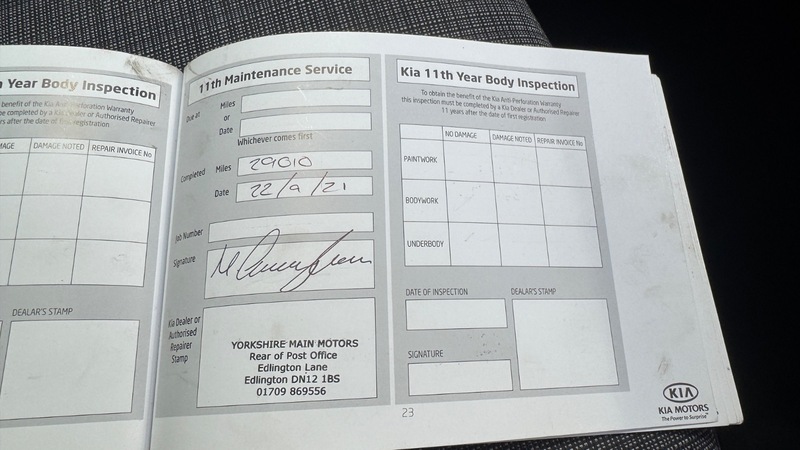 Year Body Inspection
benefit of the Kia Anti-Perforation Warranty
be completed by a Kia Dealer or Authorised Repairer
years after the date of first registration
DAMAGE NOTED
REPAIR INVOICE No
DEALAR'S STAMP
11th Maintenance Service
Due at
Miles
or
Date
Whichever comes first
Completed
Miles
29010
Date
22/9/21
Job Number
Signature
Kia Dealer or
Authorised
Repairer
Stamp
YORKSHIRE MAIN MOTORS
Rear of Post Office
Edlington Lane
Edlington DN12 1BS
01709 869556
Kia 11th Year Body Inspection
To obtain the benefit of the Kia Anti-Perforation Warranty
this inspection must be completed by a Kia Dealer or Authorised Repairer
11 years after the date of first registration
NO DAMAGE
DAMAGE NOTED
REPAIR INVOICE No
PAINTWORK
BODYWORK
UNDERBODY
DATE OF INSPECTION
DEALAR'S STAMP
SIGNATURE
23
KIA
KIA MOTORS
The Power to Surprise